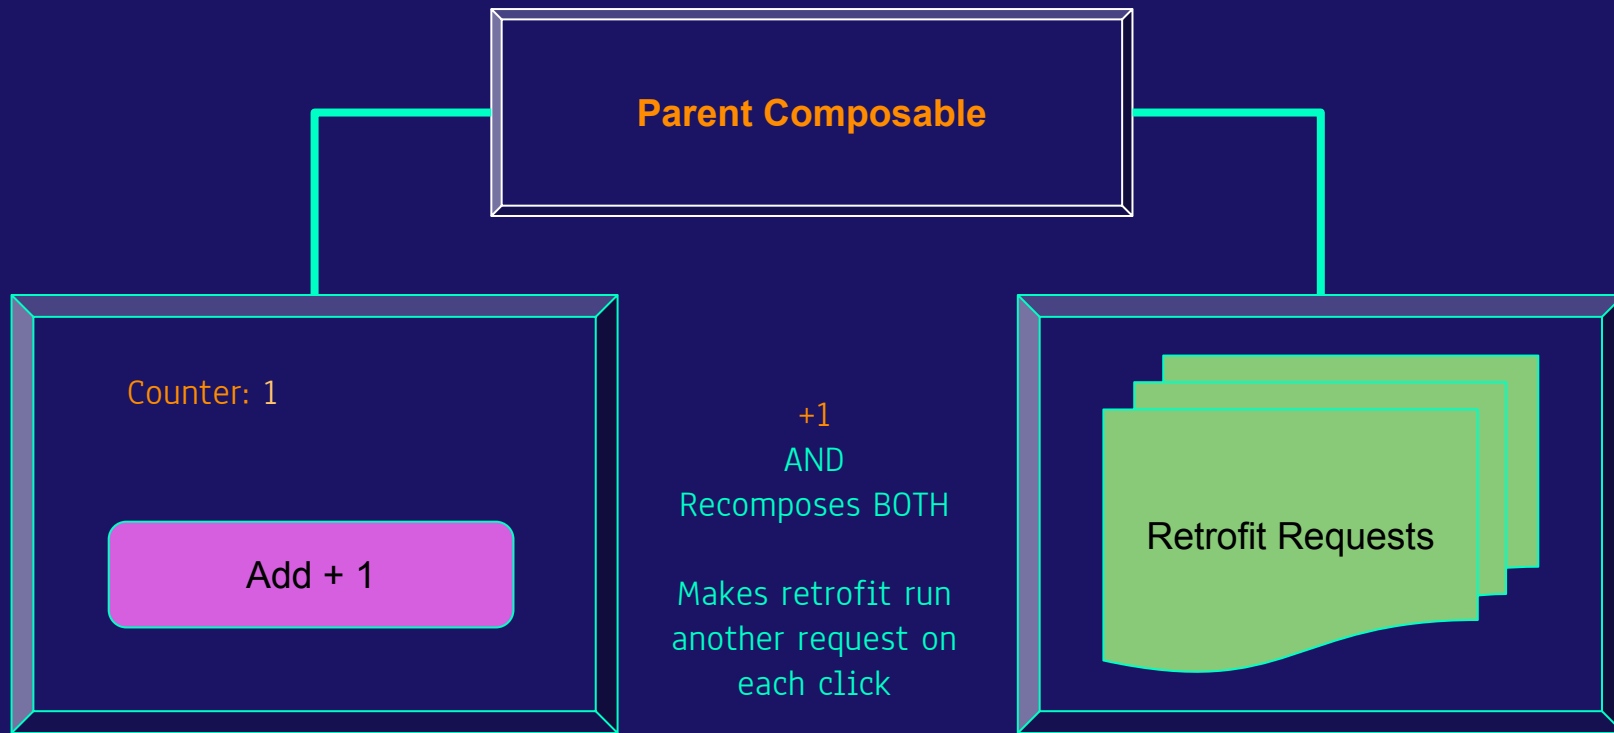 Parent Composable
Counter: 1
Add + 1
+1
AND
Recomposes BOTH
Makes retrofit run
another request on
each click
Retrofit Requests